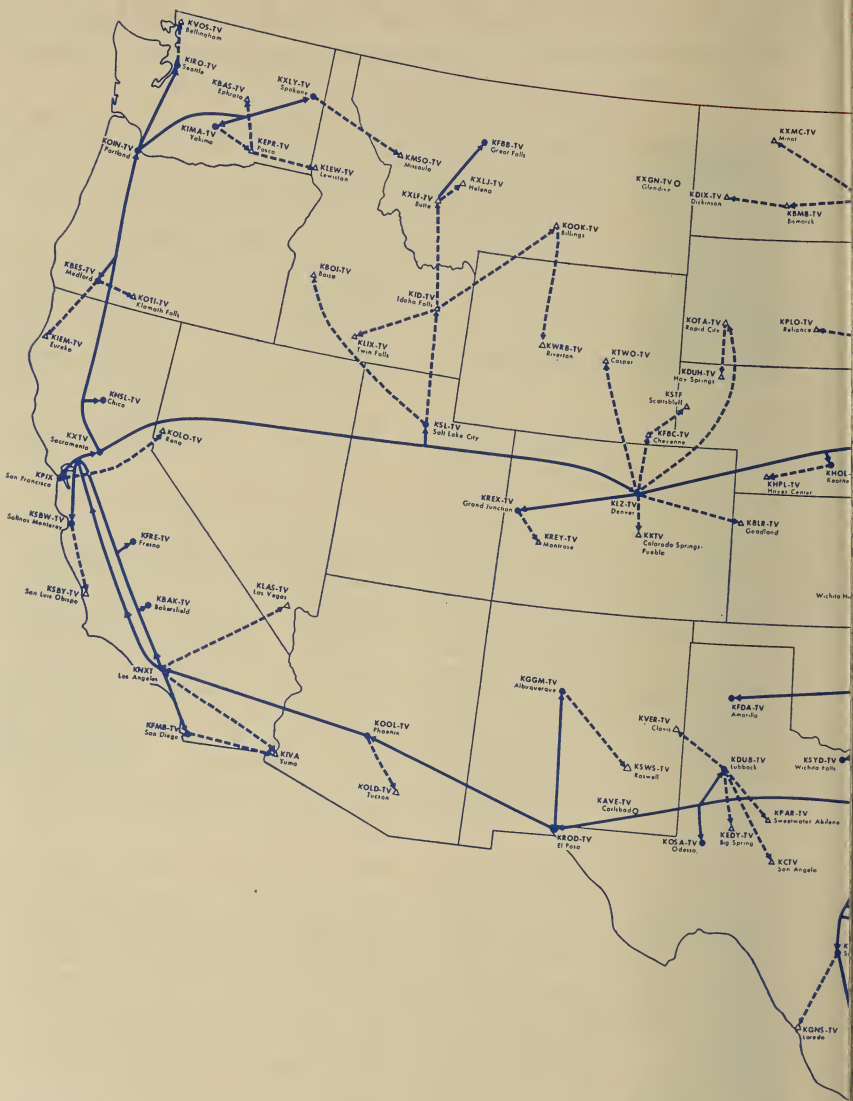 KVOS-TV
Bellingham
KIRO-TV
Seattle
KBAS-TV
Ephrata
KXLY-TV
Spokane
KIMA-TV
Yakima
KOIN-TV
Portland
KEPR-TV
Pasco
KLEW-TV
Lewiston
KMSO-TV
Missoula
KFBB-TV
Great Falls
KXLJ-TV
Helena
KXLF-TV
Butte
KXGN-TV
Glendive
KXMC-TV
Minot
KDIX-TV
Dickinson
KBMB-TV
Bismarck
KOOK-TV
Billings
KBES-TV
Medford
KOTI-TV
Klamath Falls
KBOI-TV
Boise
KID-TV
Idaho Falls
KIEM-TV
Eureka
KLIX-TV
Twin Falls
KWRB-TV
Riverton
KTWO-TV
Casper
KOTA-TV
Rapid City
KPLO-TV
Reliance
KDUH-TV
Hay Springs
KSTF
Scottsbluff
KHSL-TV
Chico
KSL-TV
Salt Lake City
KFBC-TV
Cheyenne
KXTV
Sacramento
KOLO-TV
Reno
KPIX
San Francisco
KREX-TV
Grand Junction
KLZ-TV
Denver
KHPL-TV
Hayes Center
KHOL-
KSBW-TV
Salinas Monterey
KFRE-TV
Fresno
KREY-TV
Montrose
KKTV
Colorado Springs-
Pueblo
KBLR-TV
Goodland
KSBY-TV
San Luis Obispo
KBAK-TV
Bakersfield
KLAS-TV
Las Vegas
Wichita
KNXT
Los Angeles
KGGM-TV
Albuquerque
KFDA-TV
Amarillo
KFMB-TV
San Diego
KIVA
Yuma
KOOL-TV
Phoenix
KVER-TV
Clovis
KSWS-TV
Roswell
KDUB-TV
Lubbock
KSYD-TV
Wichita Falls
KOLD-TV
Tucson
KAVE-TV
Carlsbad
KROD-TV
El Paso
KOSA-TV
Odessa
KEDY-TV
Big Spring
KPAR-TV
Sweetwater Abilene
KCTV
San Angelo
KGNS-TV
Laredo